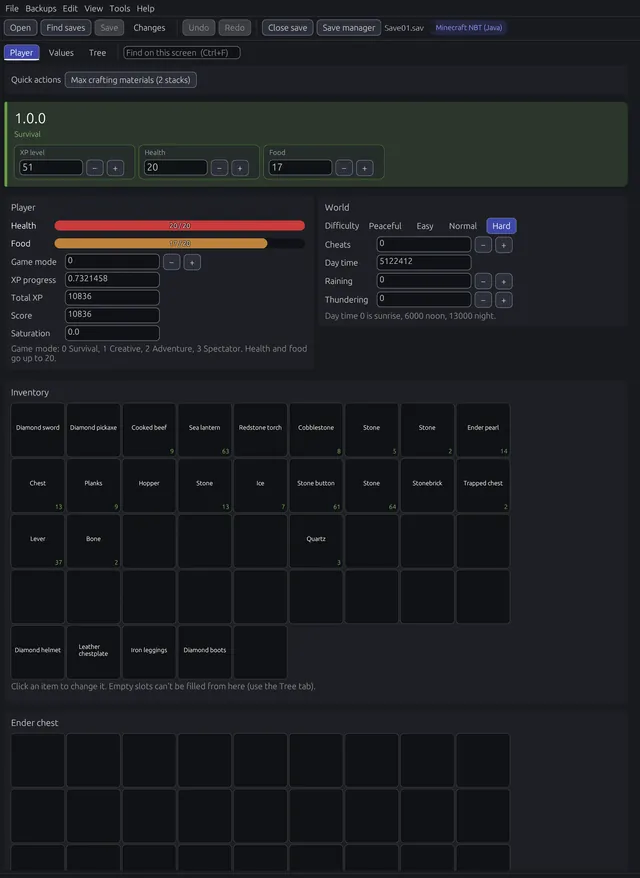 File Backups Edit View Tools Help
Open Find saves Save Changes Undo Redo Close save Save manager Save01.sav Minecraft NBT (Java)
Player Values Tree Find on this screen (Ctrl+F)
Quick actions Max crafting materials (2 stacks)
1.0.0
Survival
XP level Health Food
51 − + 20 − + 17 − +
Player
Health 20/20
Food 17/20
Game mode 0 − +
XP progress 0.7321458
Total XP 10836
Score 10836
Saturation 0.0
Game mode: 0 Survival, 1 Creative, 2 Adventure, 3 Spectator. Health and food
go up to 20.
World
Difficulty Peaceful Easy Normal Hard
Cheats 0 − +
Day time 5122412
Raining 0 − +
Thundering 0 − +
Day time 0 is sunrise, 6000 noon, 13000 night.
Inventory
Diamond sword Diamond pickaxe Cooked beef Sea lantern Redstone torch Cobblestone Stone Stone Ender pearl
9 63 8 5 2 14
Chest Planks Hopper Stone Ice Stone button Stone Stonebrick Trapped chest
13 9 13 7 61 64 2
Lever Bone Quartz
37 2 3
Diamond helmet Leather chestplate Iron leggings Diamond boots
Click an item to change it. Empty slots can't be filled from here (use the Tree tab).
Ender chest